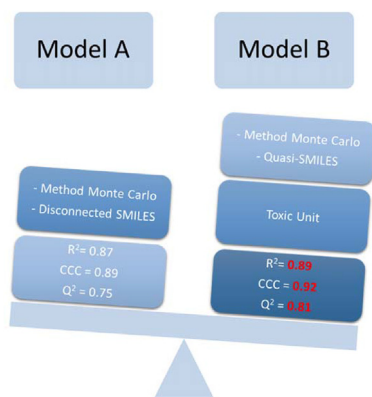 Model A
Model B
- Method Monte Carlo
- Disconnected SMILES
R² = 0.87
CCC = 0.89
Q² = 0.75
- Method Monte Carlo
- Quasi-SMILES
Toxic Unit
R²= 0.89
CCC = 0.92
Q² = 0.81